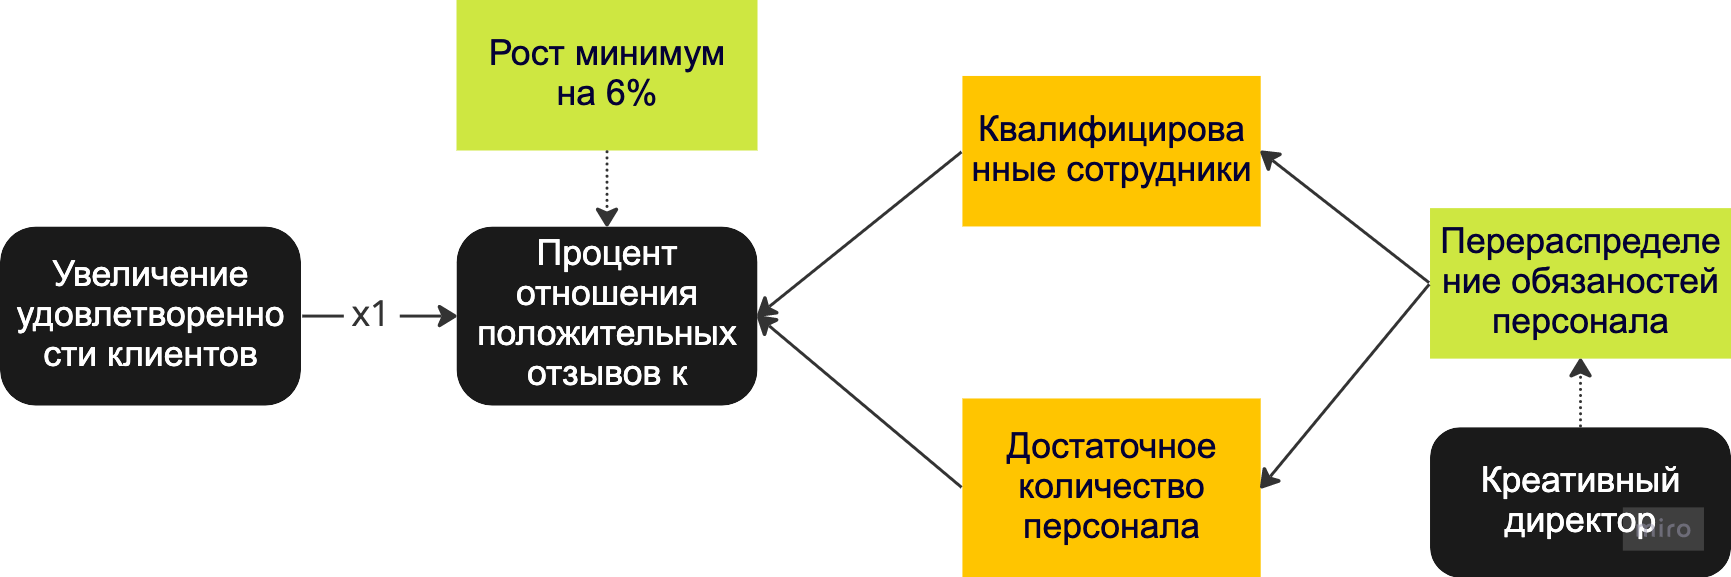 Рост минимум
на 6%
Увеличение
удовлетворенно
сти клиентов
x1
Процент
отношения
положительных
отзывов к
Квалифицирова
нные сотрудники
Достаточное
количество
персонала
Перераспределе
ние обязаностей
персонала
Креативный
директор
miro